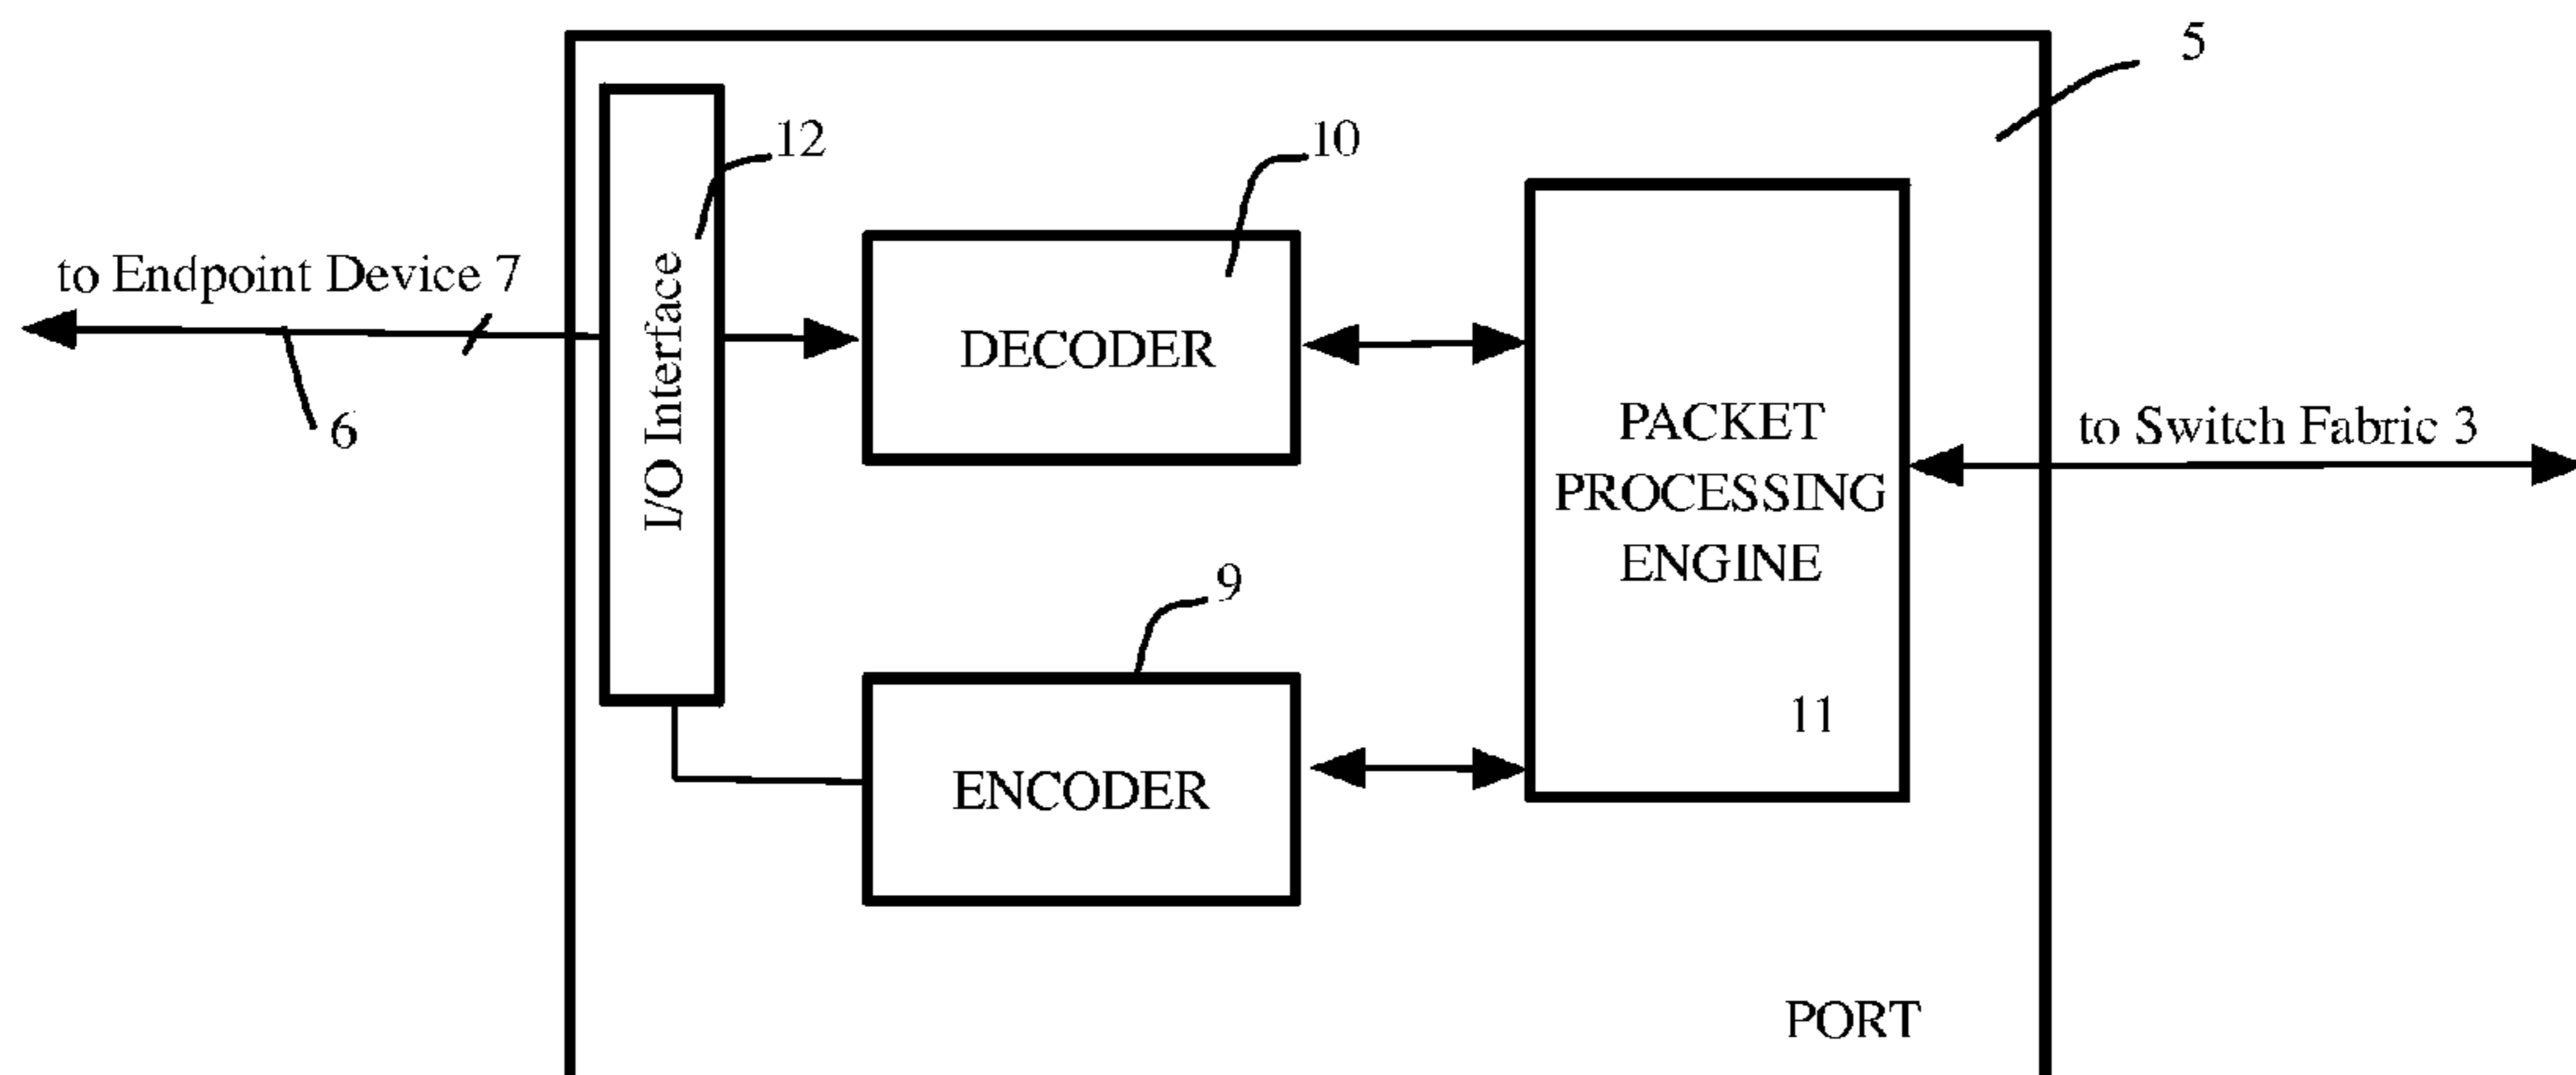 5
12
10
to Endpoint Device 7
I/O Interface
DECODER
6
PACKET
PROCESSING
ENGINE
to Switch Fabric 3
9
11
ENCODER
PORT